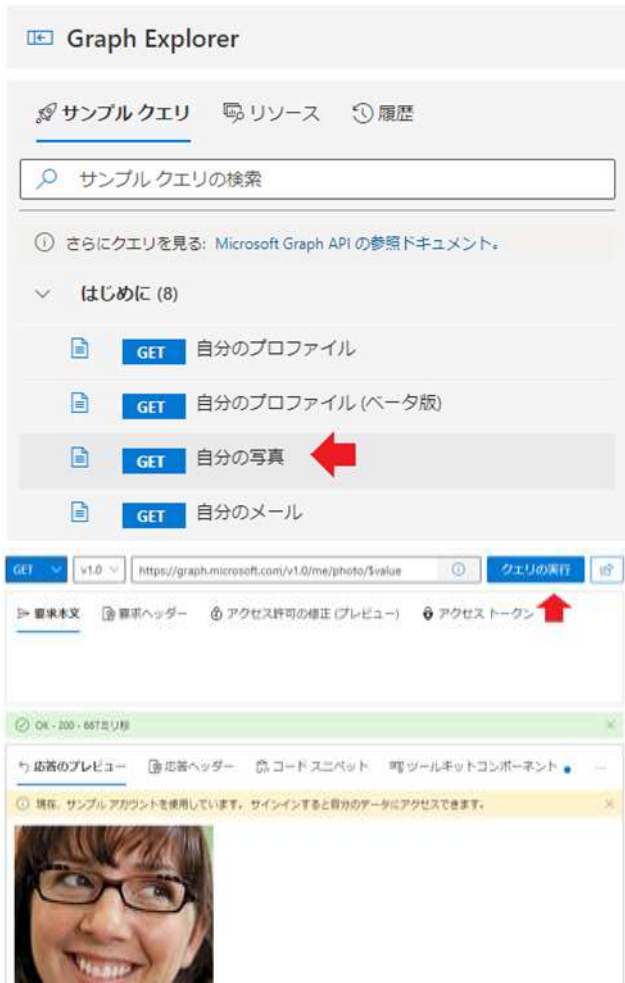 Graph Explorer
サンプル クエリ リソース 履歴
サンプル クエリの検索
さらにクエリを見る: Microsoft Graph API の参照ドキュメント。
はじめに (8)
GET 自分のプロファイル
GET 自分のプロファイル (ベータ版)
GET 自分の写真
GET 自分のメール
GET v1.0 https://graph.microsoft.com/v1.0/me/photo/$value クエリの実行
要求本文 要求ヘッダー アクセス許可の修正 (プレビュー) アクセス トークン
OK - 200 - 667ミリ秒
応答のプレビュー 応答ヘッダー コード スニペット ツールキットコンポーネント ...
現在、サンプル アカウントを使用しています。サインインすると自分のデータにアクセスできます。